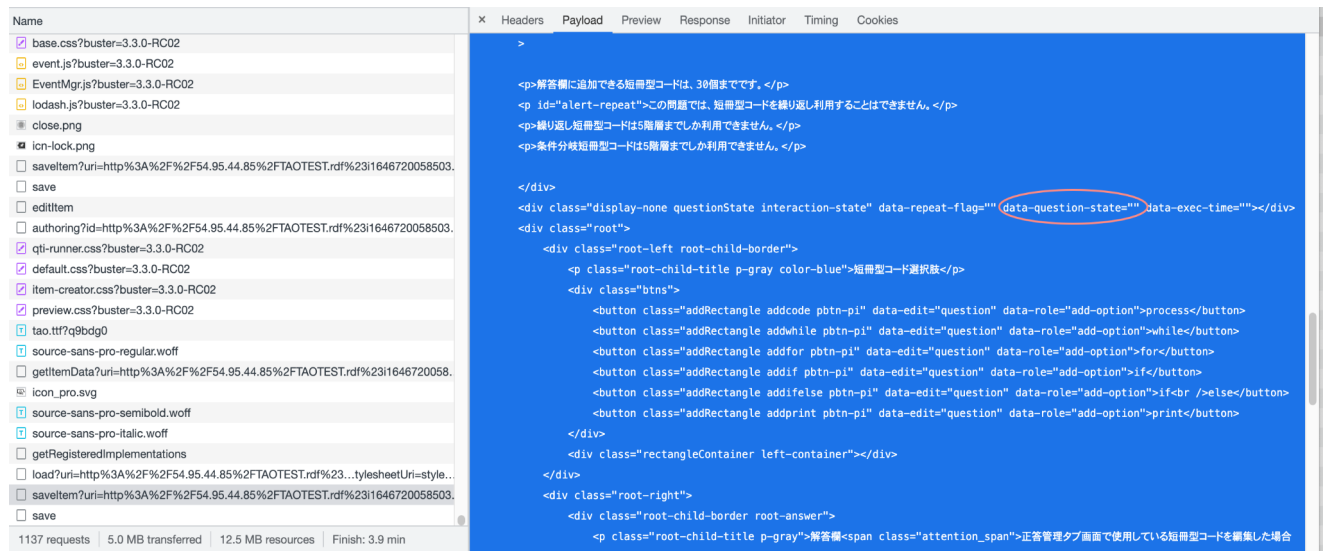 Name
base.css?buster=3.3.0-RC02
event.js?buster=3.3.0-RC02
EventMgr.js?buster=3.3.0-RC02
lodash.js?buster=3.3.0-RC02
close.png
icn-lock.png
saveItem?uri=http%3A%2F%2F54.95.44.85%2FTAOTEST.rdf%23i1646720058503.
save
editItem
authoring?id=http%3A%2F%2F54.95.44.85%2FTAOTEST.rdf%23i1646720058503.
qti-runner.css?buster=3.3.0-RC02
default.css?buster=3.3.0-RC02
item-creator.css?buster=3.3.0-RC02
preview.css?buster=3.3.0-RC02
tao.ttf?q9bdg0
source-sans-pro-regular.woff
getItemData?uri=http%3A%2F%2F54.95.44.85%2FTAOTEST.rdf%23i1646720058.
icon_pro.svg
source-sans-pro-semibold.woff
source-sans-pro-italic.woff
getRegisteredImplementations
load?uri=http%3A%2F%2F54.95.44.85%2FTAOTEST.rdf%23...tylesheetUri=style...
saveItem?uri=http%3A%2F%2F54.95.44.85%2FTAOTEST.rdf%23i1646720058503.
save
1137 requests 5.0 MB transferred 12.5 MB resources Finish: 3.9 min
× Headers Payload Preview Response Initiator Timing Cookies
>
<p>解答欄に追加できる短冊型コードは、30個までです。</p>
<p id="alert-repeat">この問題では、短冊型コードを繰り返し利用することはできません。</p>
<p>繰り返し短冊型コードは5階層までしか利用できません。</p>
<p>条件分岐短冊型コードは5階層までしか利用できません。</p>
</div>
<div class="display-none questionState interaction-state" data-repeat-flag="" data-question-state="" data-exec-time=""></div>
<div class="root">
<div class="root-left root-child-border">
<p class="root-child-title p-gray color-blue">短冊型コード選択肢</p>
<div class="btns">
<button class="addRectangle addcode pbtn-pi" data-edit="question" data-role="add-option">process</button>
<button class="addRectangle addwhile pbtn-pi" data-edit="question" data-role="add-option">while</button>
<button class="addRectangle addfor pbtn-pi" data-edit="question" data-role="add-option">for</button>
<button class="addRectangle addif pbtn-pi" data-edit="question" data-role="add-option">if</button>
<button class="addRectangle addifelse pbtn-pi" data-edit="question" data-role="add-option">if<br />else</button>
<button class="addRectangle addprint pbtn-pi" data-edit="question" data-role="add-option">print</button>
</div>
<div class="rectangleContainer left-container"></div>
</div>
<div class="root-right">
<div class="root-child-border root-answer">
<p class="root-child-title p-gray">解答欄<span class="attention_span">正答管理タブ画面で使用している短冊型コードを編集した場合